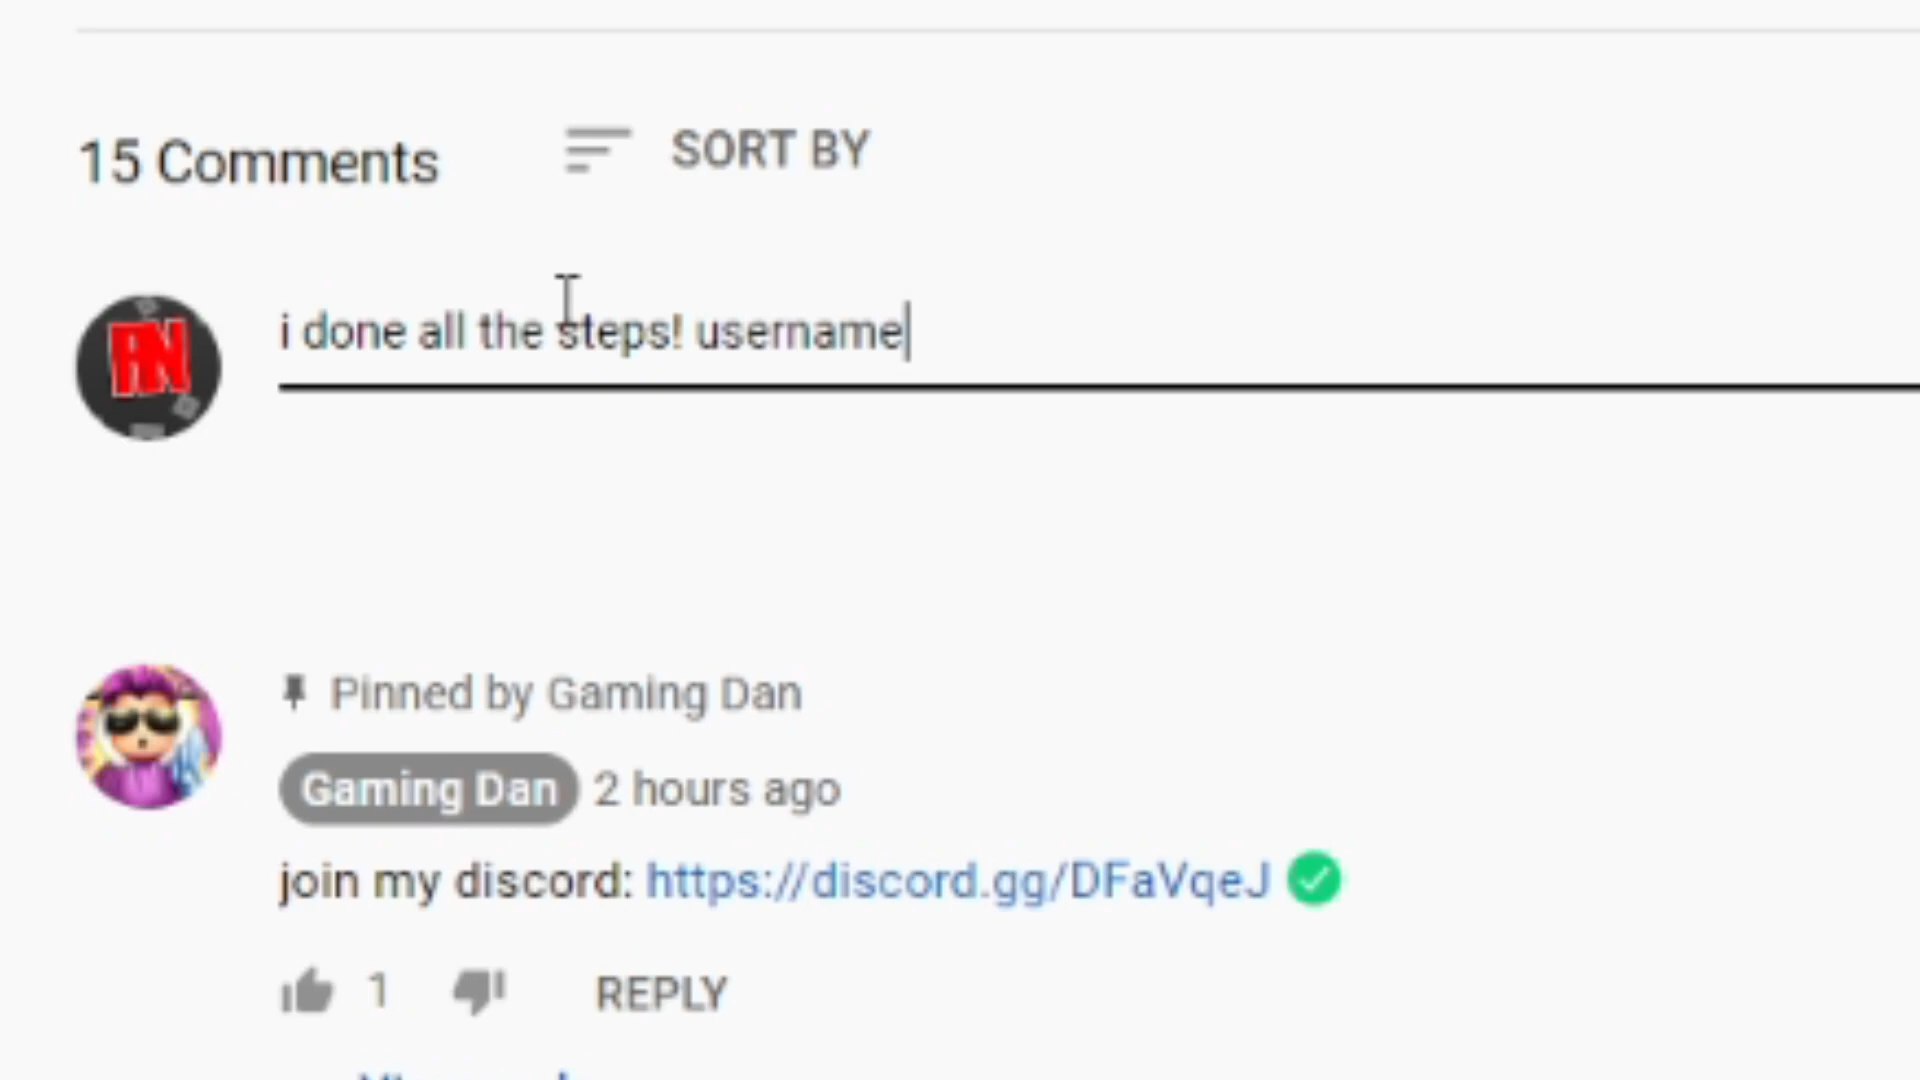 15 Comments
SORT BY
i done all the steps! username
Pinned by Gaming Dan
Gaming Dan 2 hours ago
join my discord: https://discord.gg/DFaVqeJ
1
REPLY